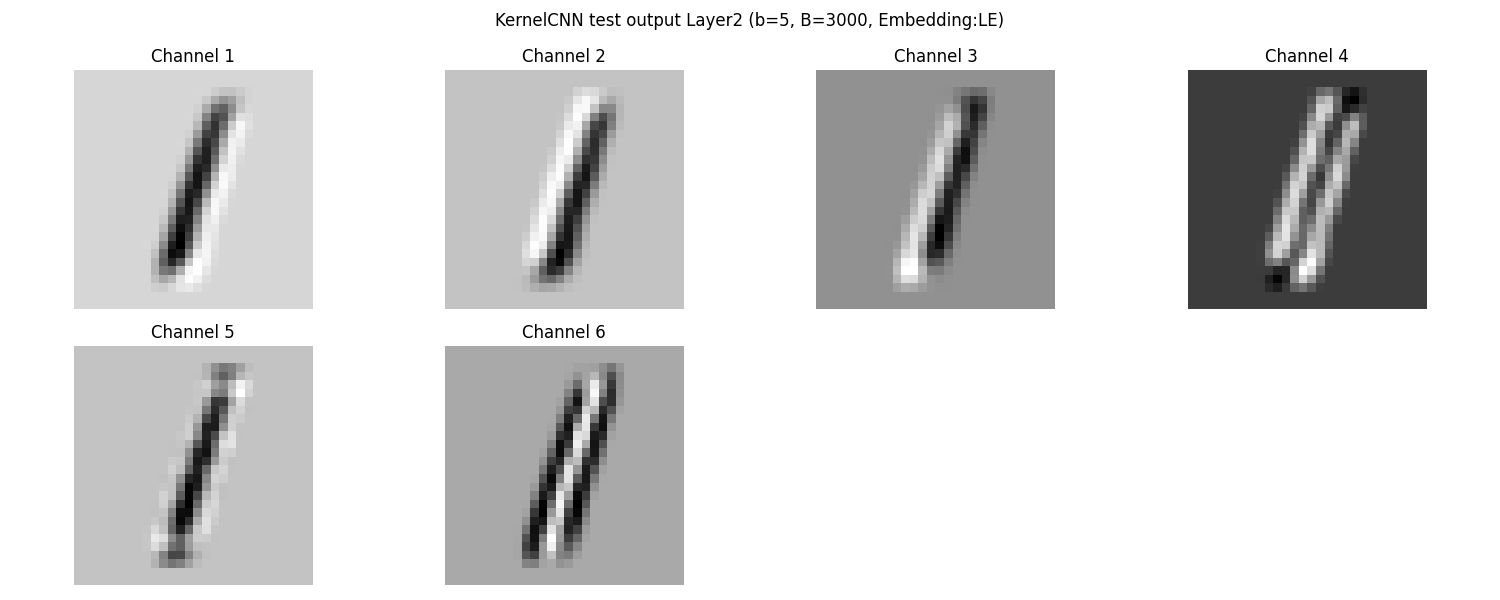 KernelCNN test output Layer2 (b=5, B=3000, Embedding:LE)
Channel 1
Channel 2
Channel 3
Channel 4
Channel 5
Channel 6